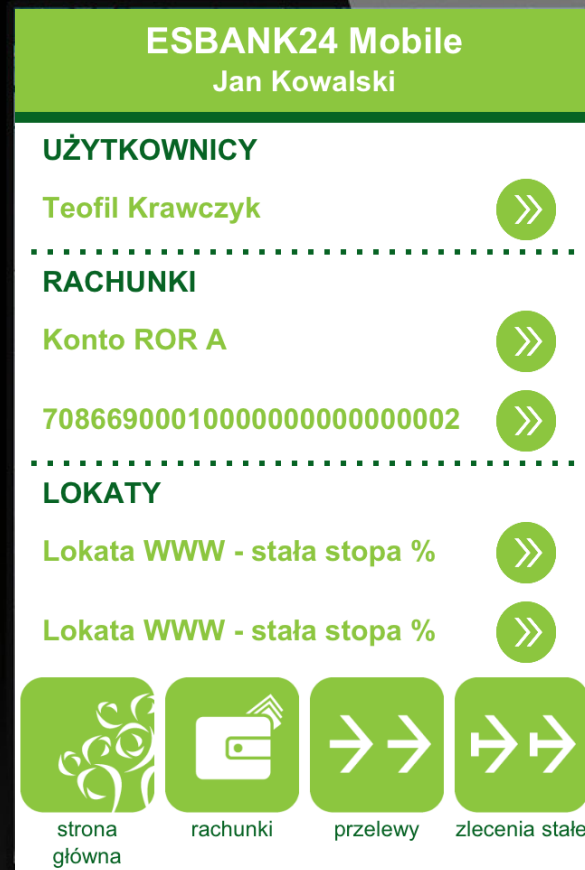 ESBANK24 Mobile
Jan Kowalski
UŻYTKOWNICY
Teofil Krawczyk
RACHUNKI
Konto ROR A
70866900010000000000000002
LOKATY
Lokata WWW - stała stopa %
Lokata WWW - stała stopa %
strona główna
rachunki
przelewy
zlecenia stałe